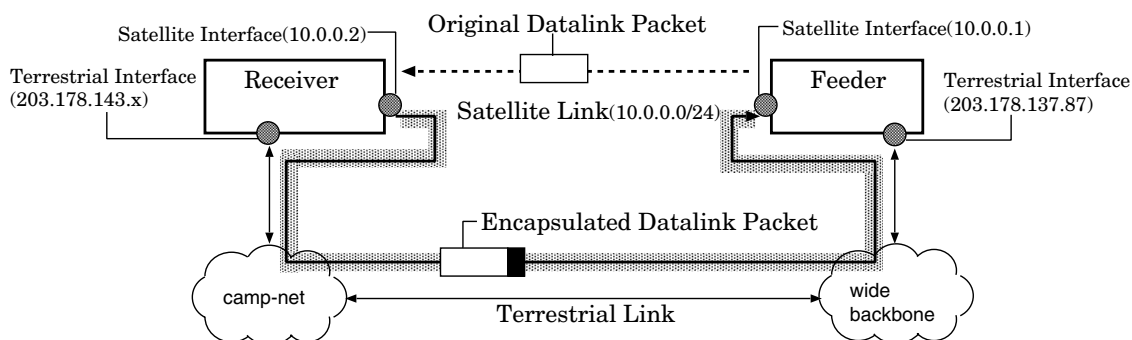 Original Datalink Packet
Satellite Interface(10.0.0.2)
Satellite Interface(10.0.0.1)
Terrestrial Interface
(203.178.143.x)
Receiver
Feeder
Terrestrial Interface
(203.178.137.87)
Satellite Link(10.0.0.0/24)
Encapsulated Datalink Packet
camp-net
Terrestrial Link
wide
backbone